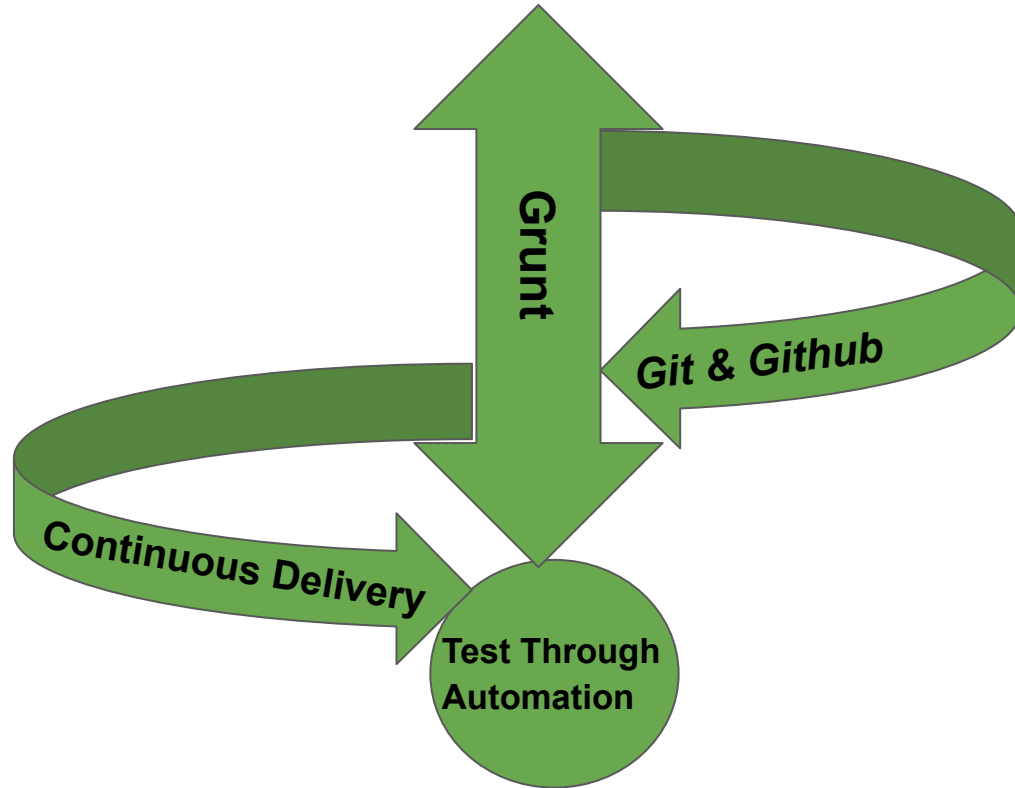 Grunt
Git & Github
Continuous Delivery
Test Through
Automation